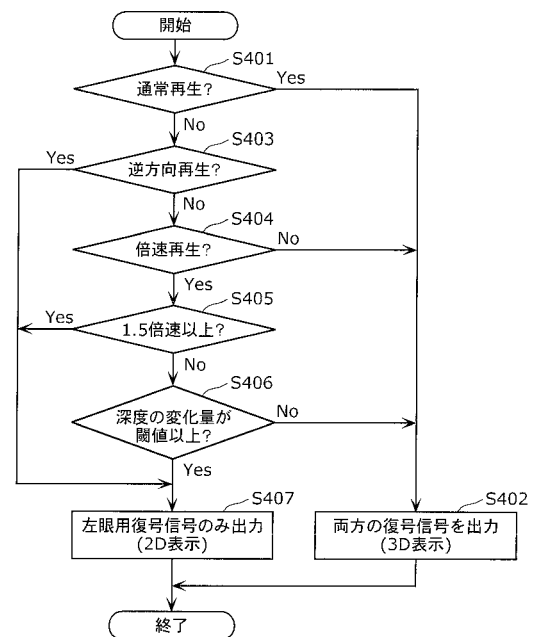 開始
S401
通常再生?
Yes
No
S403
Yes
逆方向再生?
No
S404
倍速再生?
No
Yes
S405
Yes
1.5倍速以上?
No
S406
深度の変化量が
閾値以上?
No
Yes
S407
左眼用復号信号のみ出力
(2D表示)
S402
両方の復号信号を出力
(3D表示)
終了